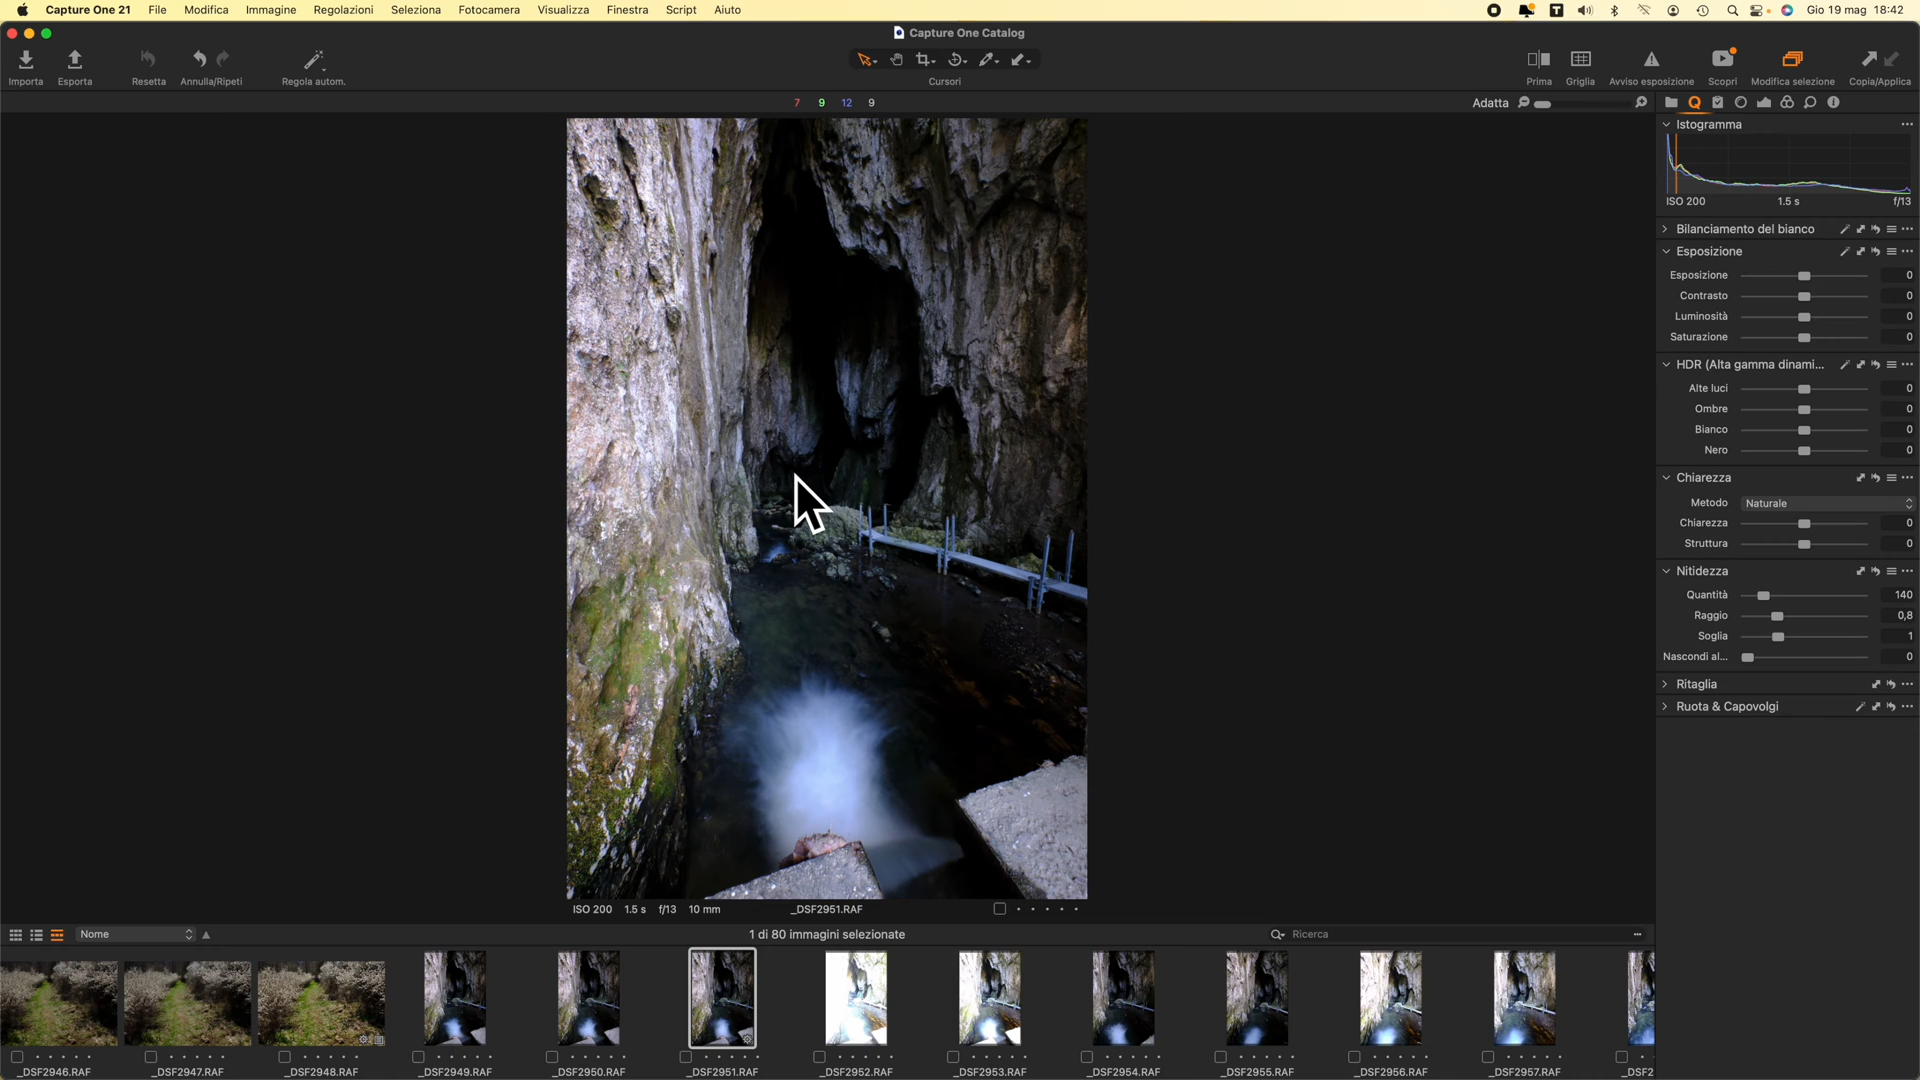 Capture One 21 File Modifica Immagine Regolazioni Seleziona Fotocamera Visualizza Finestra Script Aiuto Gio 19 mag 18:42
Capture One Catalog
Importa Esporta Resetta Annulla/Ripeti Regola autom. Cursori Prima Griglia Avviso esposizione Scopri Modifica selezione Copia/Applica
7 9 12 9 Adatta
Istogramma
ISO 200 1.5 s f/13
Bilanciamento del bianco
Esposizione
Esposizione 0
Contrasto 0
Luminosità 0
Saturazione 0
HDR (Alta gamma dinami...
Alte luci 0
Ombre 0
Bianco 0
Nero 0
Chiarezza
Metodo Naturale
Chiarezza 0
Struttura 0
Nitidezza
Quantità 140
Raggio 0,8
Soglia 1
Nascondi al... 0
Ritaglia
Ruota & Capovolgi
ISO 200 1.5 s f/13 10 mm _DSF2951.RAF
Nome 1 di 80 immagini selezionate Ricerca
_DSF2946.RAF _DSF2947.RAF _DSF2948.RAF _DSF2949.RAF _DSF2950.RAF _DSF2951.RAF _DSF2952.RAF _DSF2953.RAF _DSF2954.RAF _DSF2955.RAF _DSF2956.RAF _DSF2957.RAF _DSF2